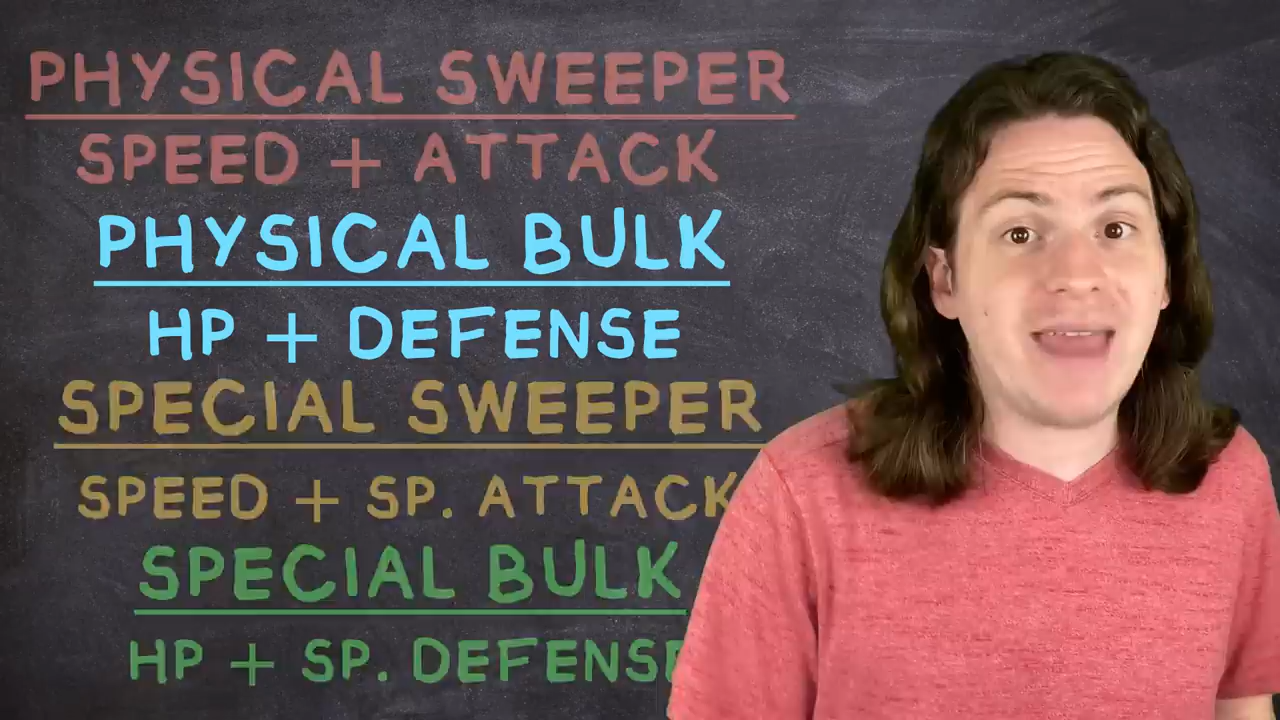 PHYSICAL SWEEPER
SPEED + ATTACK
PHYSICAL BULK
HP + DEFENSE
SPECIAL SWEEPER
SPEED + SP. ATTACK
SPECIAL BULK
HP + SP. DEFENSE